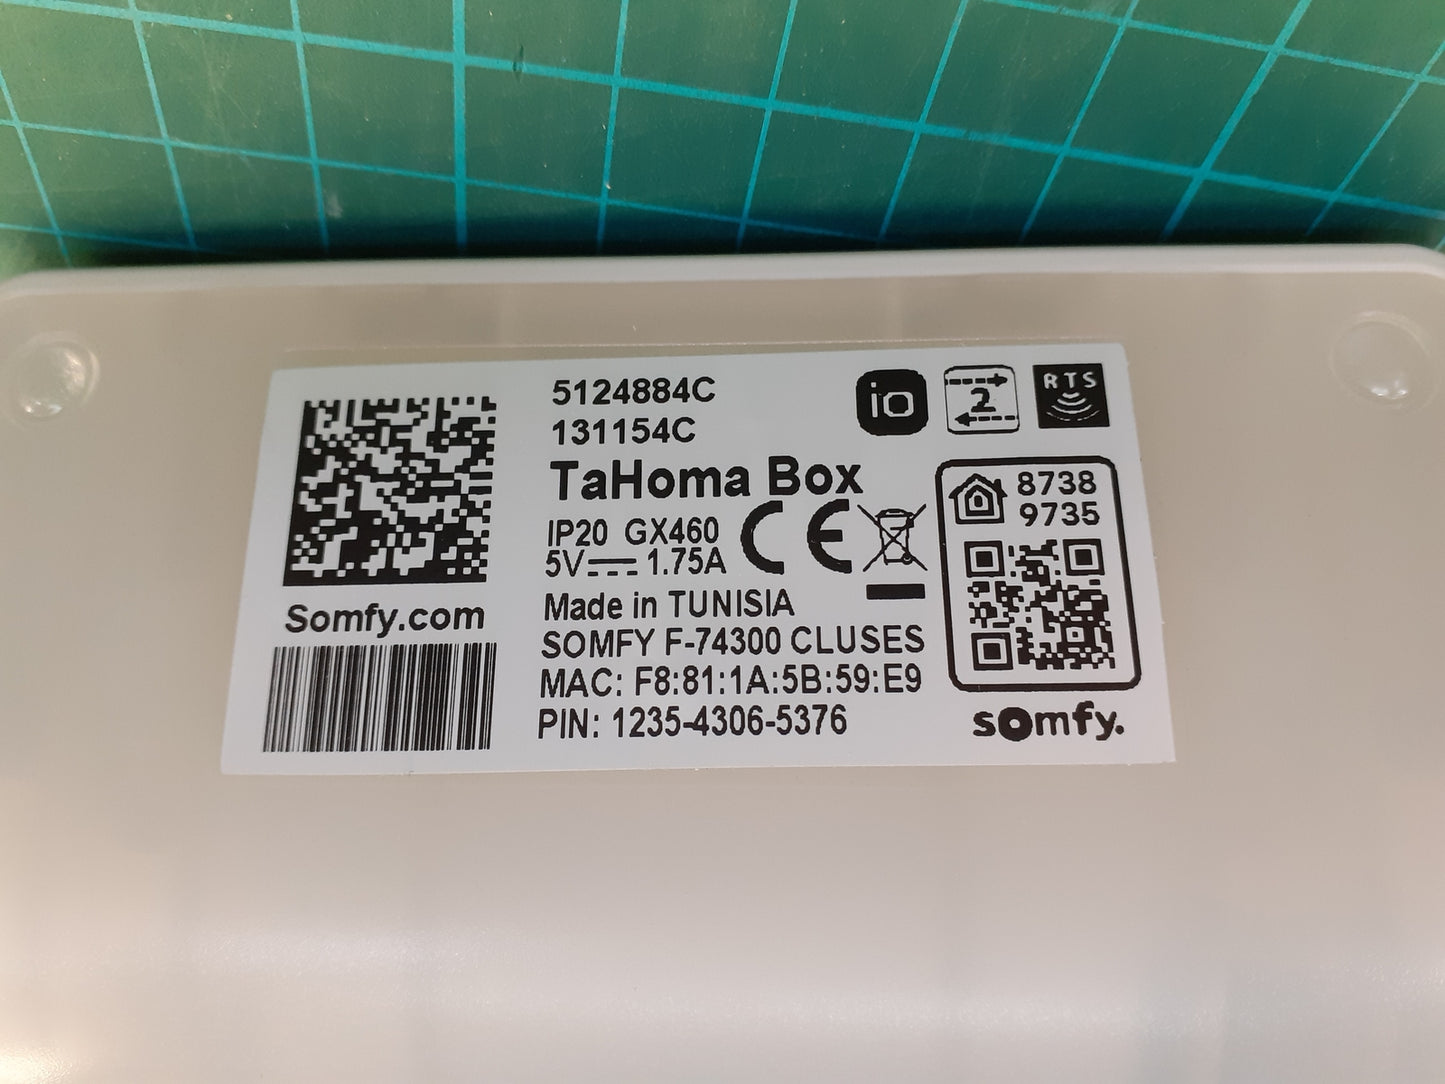 5124884C
131154C
TaHoma Box
IP20 GX460
5V 1.75A
Made in TUNISIA
SOMFY F-74300 CLUSES
MAC: F8:81:1A:5B:59:E9
PIN: 1235-4306-5376
Somfy.com
io
2
RTS
CE
8738
9735
somfy.